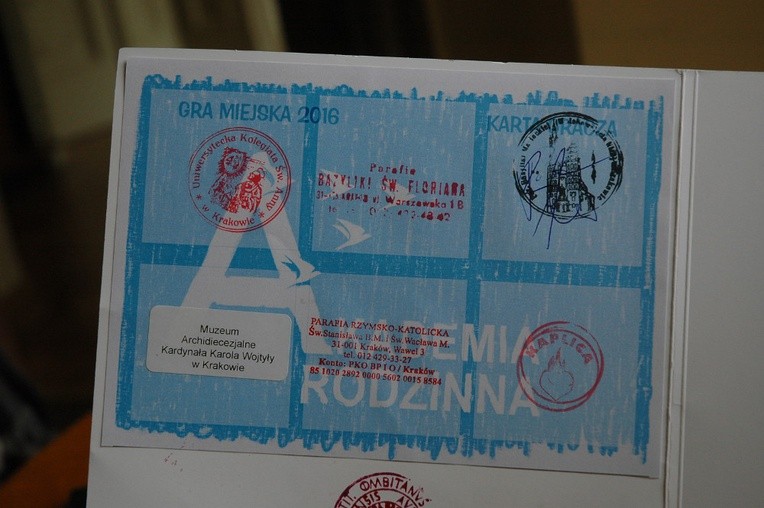 GRA MIEJSKA 2016
KARTA GRACZA
Uniwersytecka Kolegiata Św. Anny
w Krakowie
Parafia
BAZYLIKI ŚW. FLORIANA
ul. Warszawska 1B
AKADEMIA
RODZINNA
Muzeum
Archidiecezjalne
Kardynała Karola Wojtyły
w Krakowie
PARAFIA RZYMSKO-KATOLICKA
Św.Stanisława B.M. i Św.Wacława M.
31-001 Kraków, Wawel 3
tel. 012 429-33-27
Konto: PKO BP I O / Kraków
85 1020 2892 0000 5602 0015 8584
KAPLICA